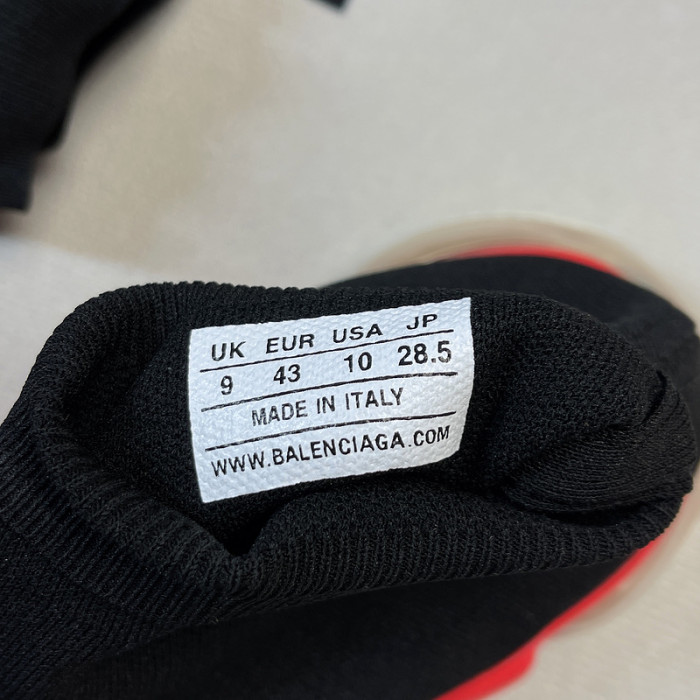 UK EUR USA JP
9 43 10 28.5
MADE IN ITALY
WWW.BALENCIAGA.COM